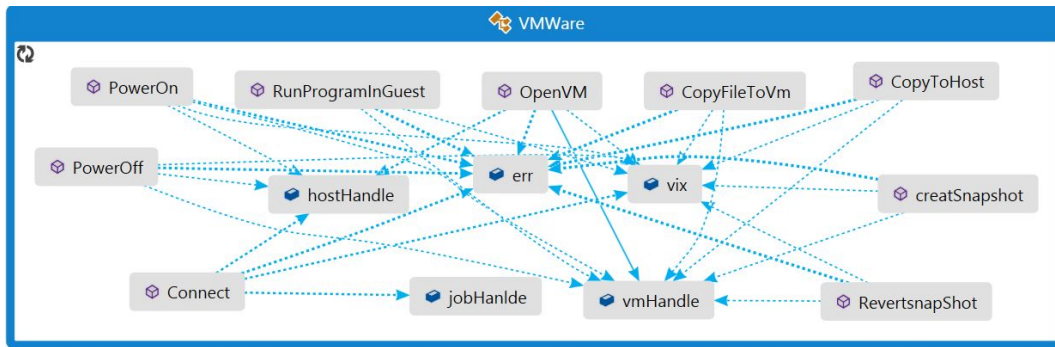 VMWare
PowerOn
RunProgramInGuest
OpenVM
CopyFileToVm
CopyToHost
PowerOff
err
vix
hostHandle
creatSnapshot
Connect
jobHanlde
vmHandle
RevertsnapShot